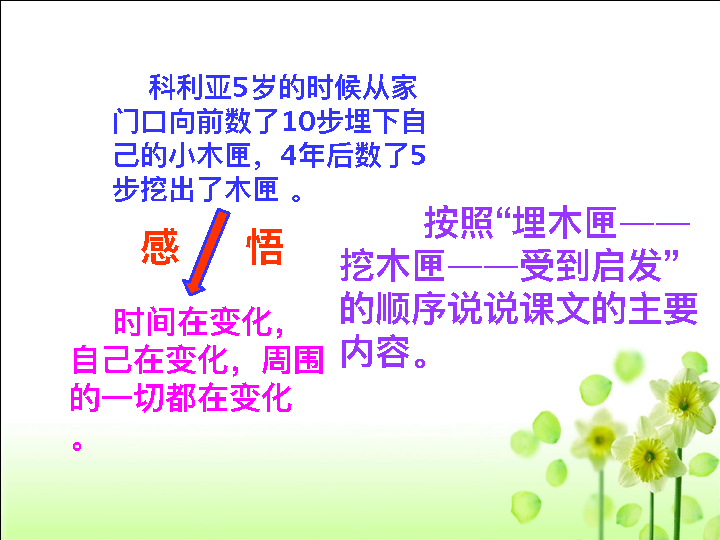 科利亚5岁的时候从家
门口向前数了10步埋下自
己的小木匣，4年后数了5
步挖出了木匣 。
感 悟
时间在变化，
自己在变化，周围
的一切都在变化
。
按照“埋木匣——
挖木匣——受到启发”
的顺序说说课文的主要
内容。